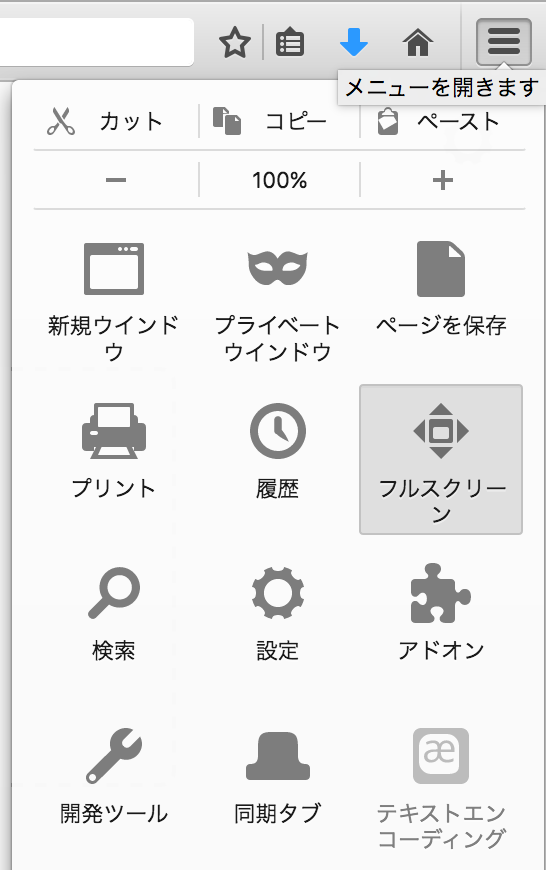 メニューを開きます
カット コピー ペースト
100%
新規ウインド
ウ
プライベート
ウインドウ
ページを保存
プリント
履歴
フルスクリー
ン
検索
設定
アドオン
開発ツール
同期タブ
æ
テキストエン
コーディング